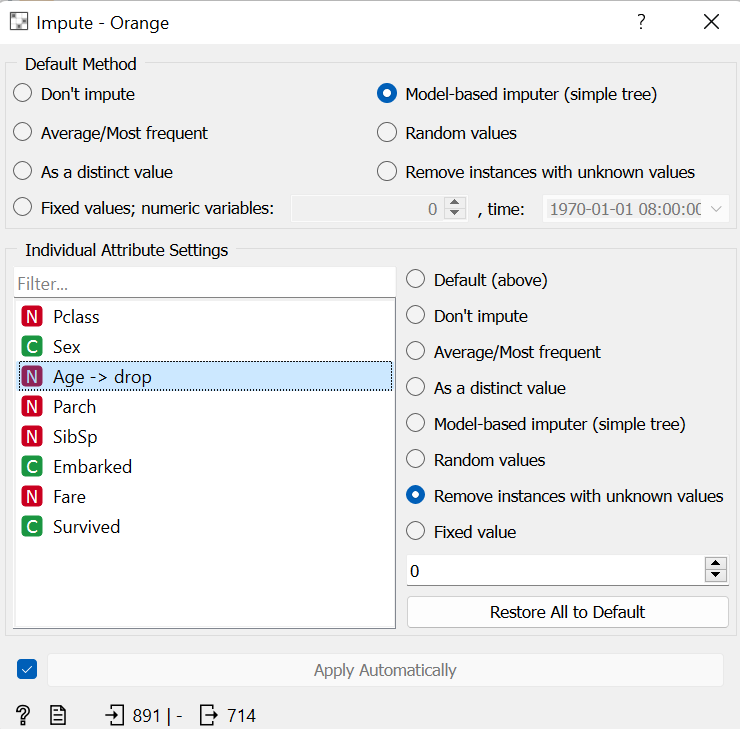 Impute - Orange ?
Default Method
Don't impute Model-based imputer (simple tree)
Average/Most frequent Random values
As a distinct value Remove instances with unknown values
Fixed values; numeric variables: 0 , time: 1970-01-01 08:00:00
Individual Attribute Settings
Filter...
N Pclass
C Sex
N Age -> drop
N Parch
N SibSp
C Embarked
N Fare
C Survived
Default (above)
Don't impute
Average/Most frequent
As a distinct value
Model-based imputer (simple tree)
Random values
Remove instances with unknown values
Fixed value
0
Restore All to Default
Apply Automatically
? 891 | - 714